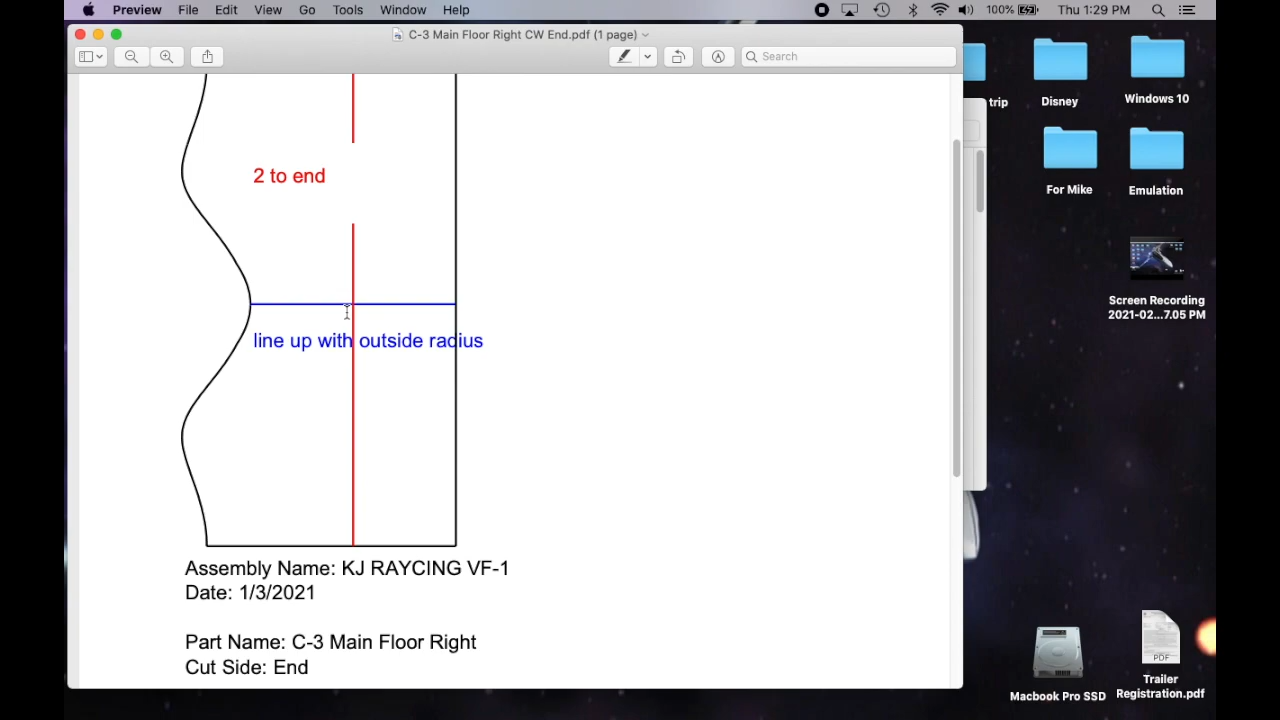 Preview File Edit View Go Tools Window Help 100% Thu 1:29 PM
C-3 Main Floor Right CW End.pdf (1 page)
Search
2 to end
line up with outside radius
Assembly Name: KJ RAYCING VF-1
Date: 1/3/2021
Part Name: C-3 Main Floor Right
Cut Side: End
trip
Disney
Windows 10
For Mike
Emulation
Screen Recording
2021-02...7.05 PM
Macbook Pro SSD
PDF
Trailer
Registration.pdf